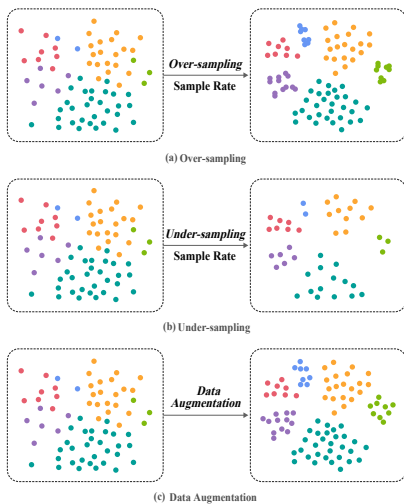 Over-sampling
Sample Rate
(a) Over-sampling
Under-sampling
Sample Rate
(b) Under-sampling
Data
Augmentation
(c) Data Augmentation